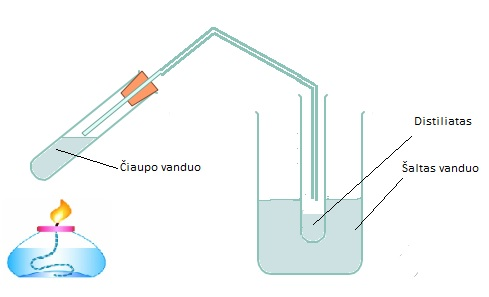 Distiliatas
Čiaupo vanduo
Šaltas vanduo